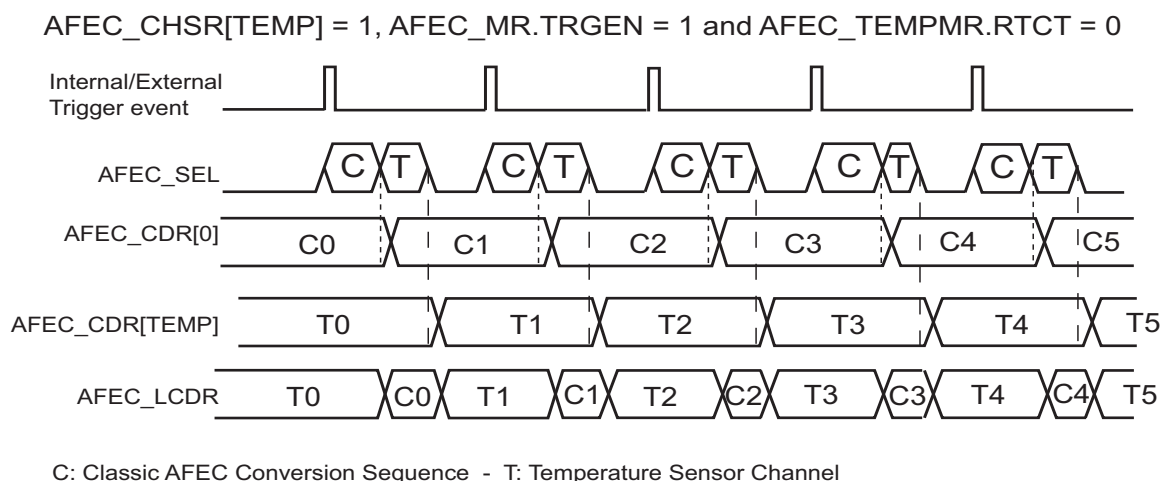 AFEC_CHSR[TEMP] = 1, AFEC_MR.TRGEN = 1 and AFEC_TEMPMR.RTCT = 0
Internal/External
Trigger event
AFEC_SEL C T C T C T C T C T
AFEC_CDR[0] C0 C1 C2 C3 C4 C5
AFEC_CDR[TEMP] T0 T1 T2 T3 T4 T5
AFEC_LCDR T0 C0 T1 C1 T2 C2 T3 C3 T4 C4 T5
C: Classic AFEC Conversion Sequence - T: Temperature Sensor Channel